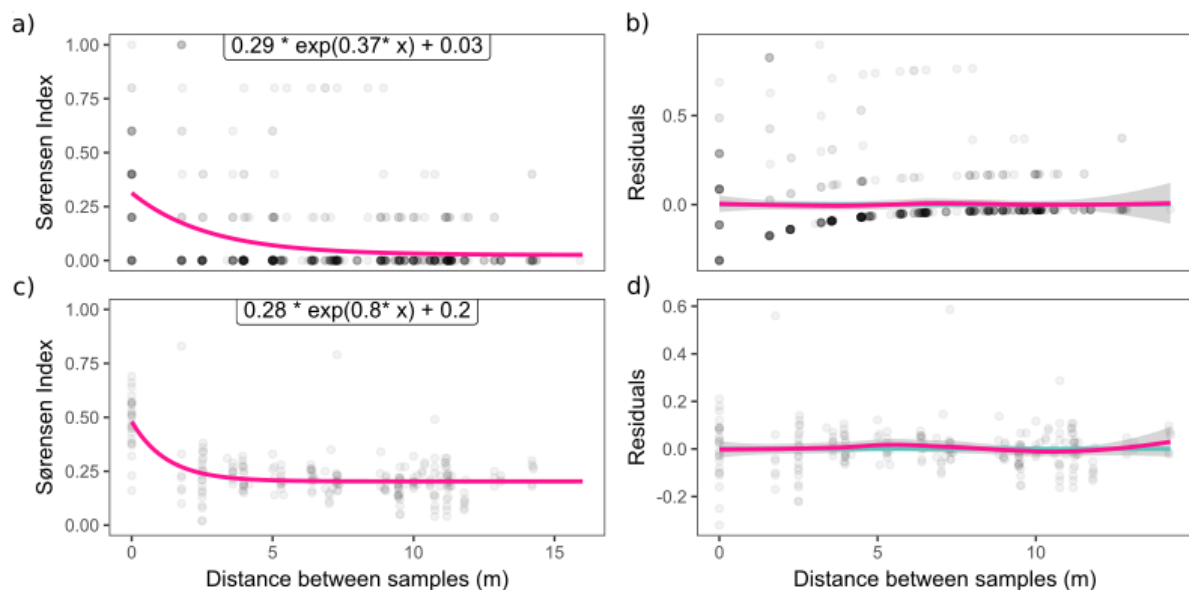 a)
0.29 * exp(0.37* x) + 0.03
Sørensen Index
1.00
0.75
0.50
0.25
0.00
b)
Residuals
0.5
0.0
c)
0.28 * exp(0.8* x) + 0.2
Sørensen Index
1.00
0.75
0.50
0.25
0.00
0 5 10 15
Distance between samples (m)
d)
Residuals
0.6
0.4
0.2
0.0
-0.2
0 5 10
Distance between samples (m)